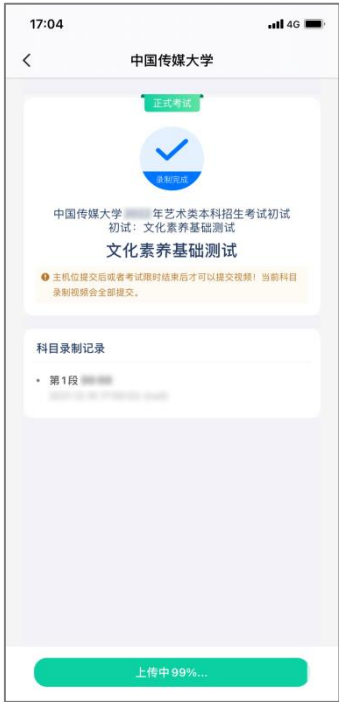 17:04
4G
中国传媒大学
正式考试
录制完成
中国传媒大学 年艺术类本科招生考试初试
初试：文化素养基础测试
文化素养基础测试
主机位提交后或者考试限时结束后才可以提交视频！当前科目
录制视频会全部提交。
科目录制记录
• 第1段
上传中99%...